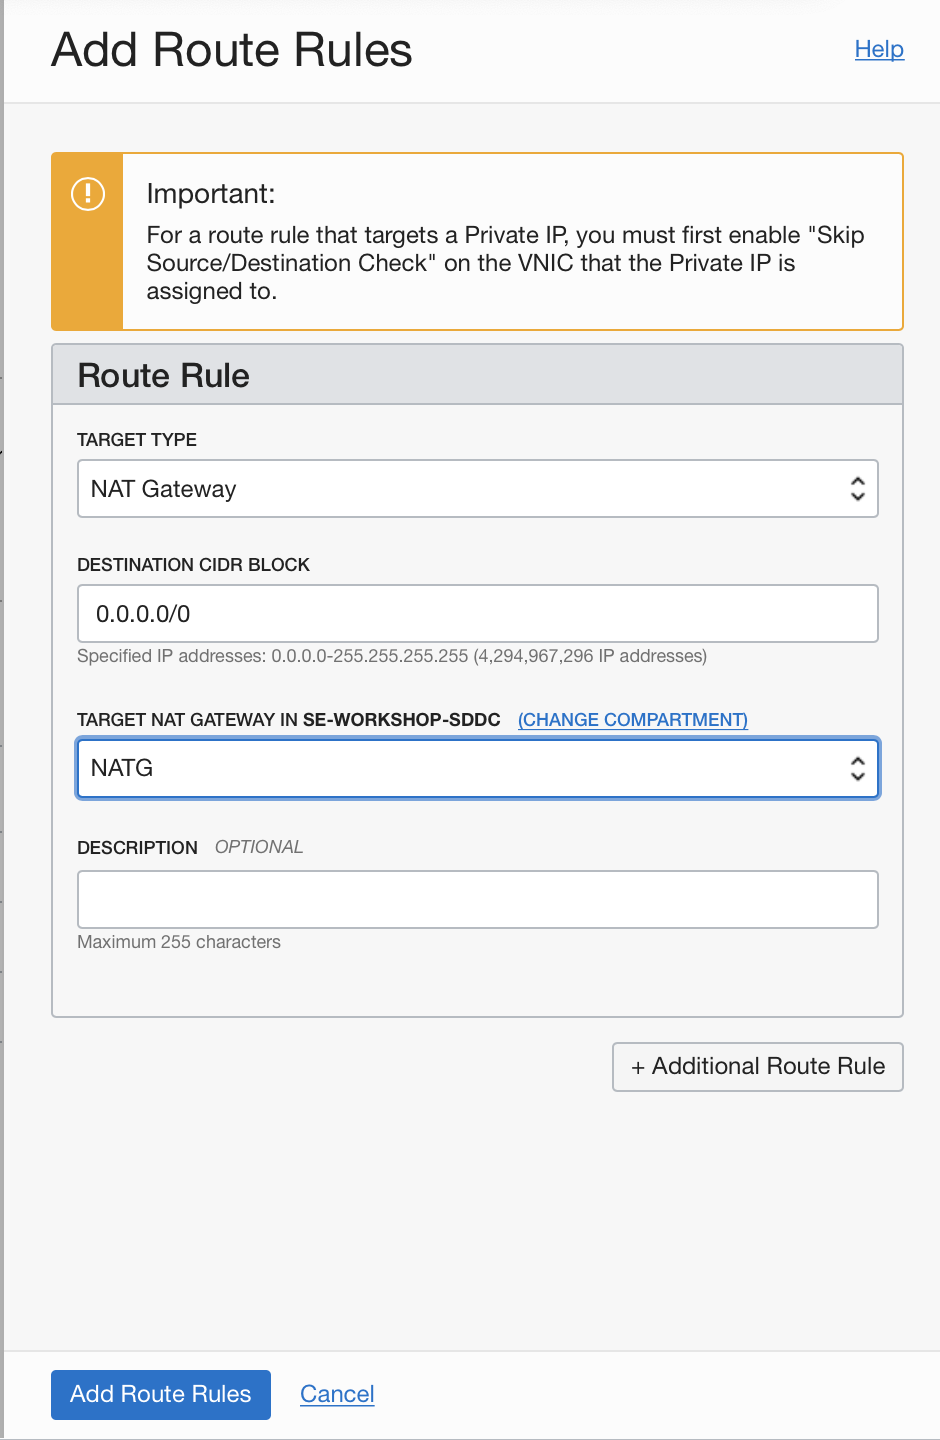 Add Route Rules
Help
Important:
For a route rule that targets a Private IP, you must first enable "Skip
Source/Destination Check" on the VNIC that the Private IP is
assigned to.
Route Rule
TARGET TYPE
NAT Gateway
DESTINATION CIDR BLOCK
0.0.0.0/0
Specified IP addresses: 0.0.0.0-255.255.255.255 (4,294,967,296 IP addresses)
TARGET NAT GATEWAY IN SE-WORKSHOP-SDDC (CHANGE COMPARTMENT)
NATG
DESCRIPTION OPTIONAL
Maximum 255 characters
+ Additional Route Rule
Add Route Rules Cancel